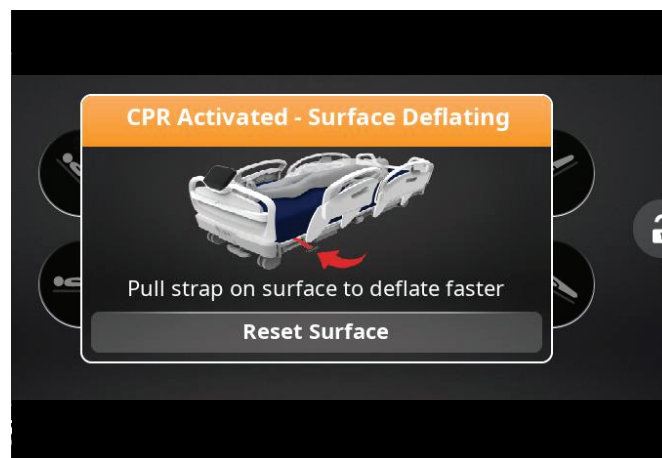 CPR Activated - Surface Deflating
Pull strap on surface to deflate faster
Reset Surface